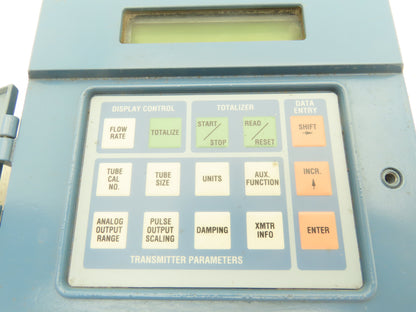 DISPLAY CONTROL
TOTALIZER
DATA
ENTRY
FLOW
RATE
TOTALIZE
START
STOP
READ
RESET
SHIFT
TUBE
CAL
NO.
TUBE
SIZE
UNITS
AUX.
FUNCTION
INCR.
ANALOG
OUTPUT
RANGE
PULSE
OUTPUT
SCALING
DAMPING
XMTR
INFO
ENTER
TRANSMITTER PARAMETERS